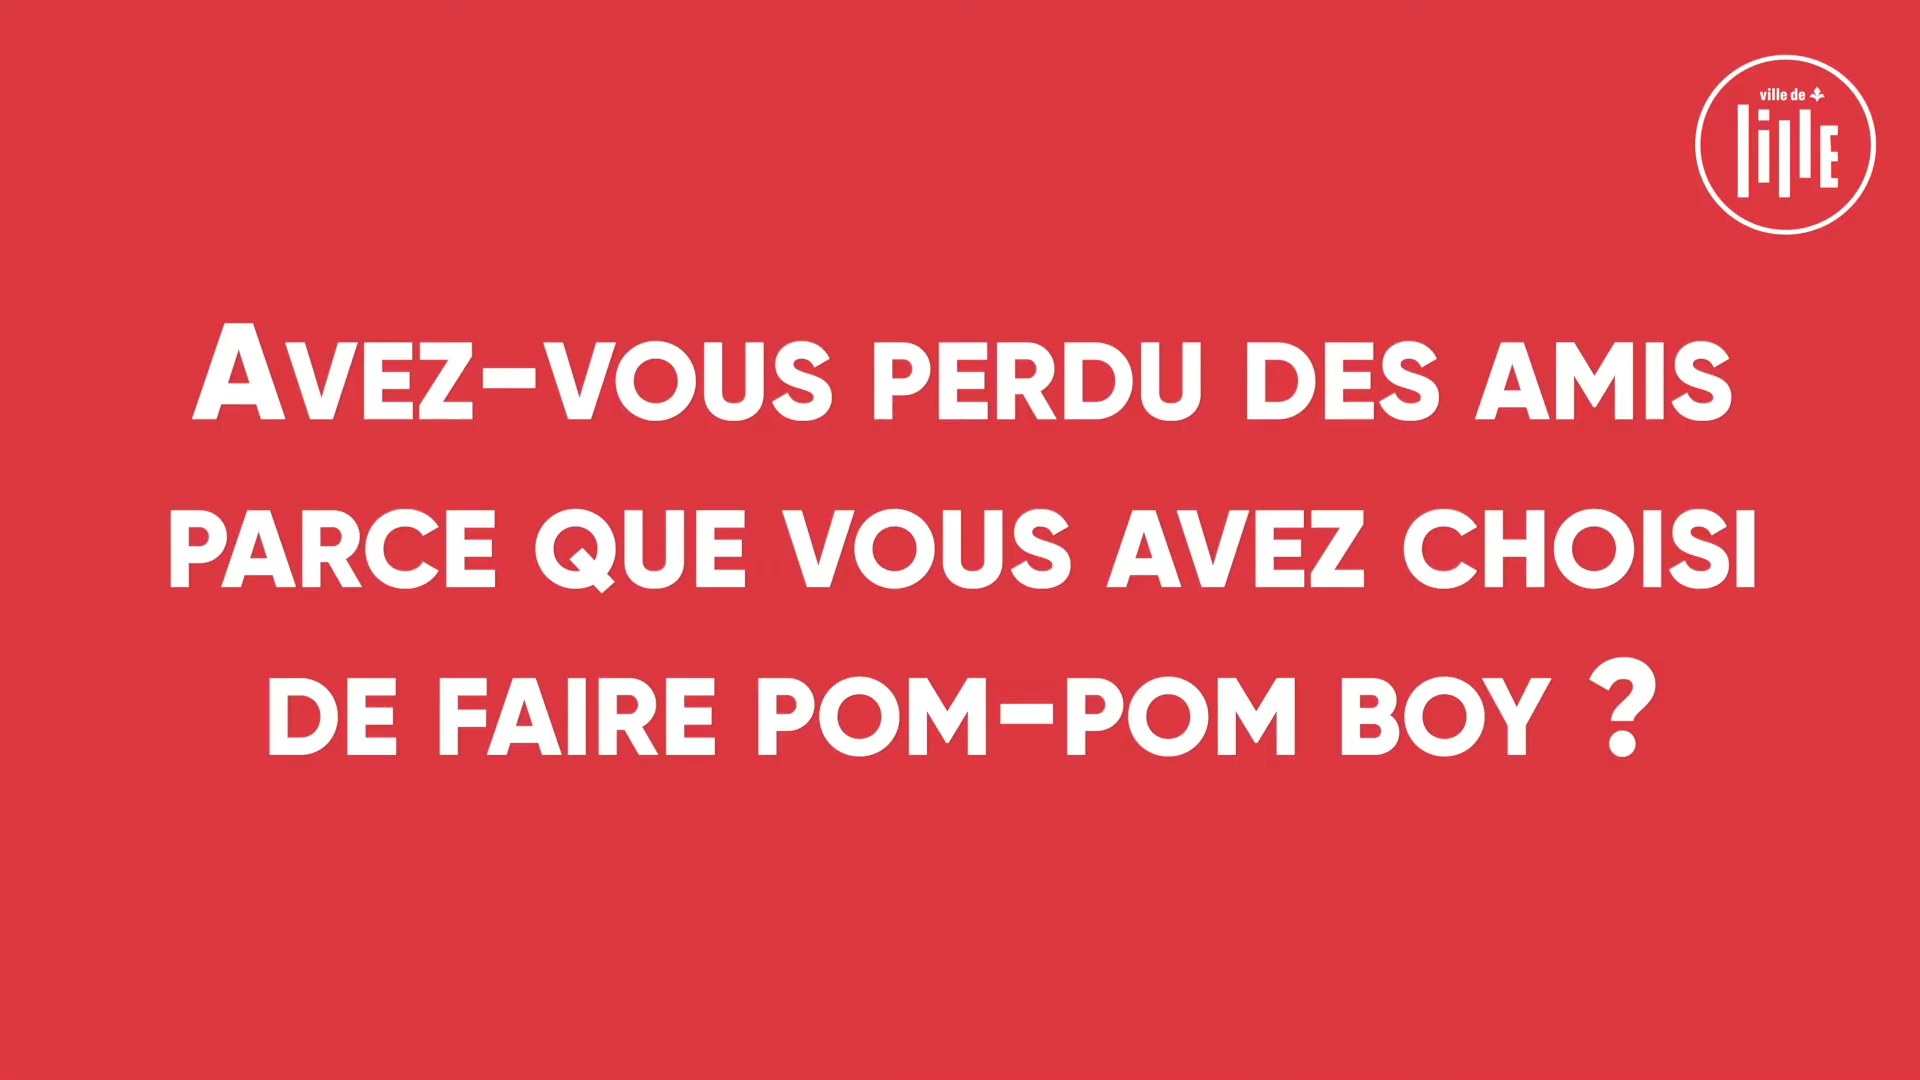 ville de
lille
Avez-vous perdu des amis
parce que vous avez choisi
de faire pom-pom boy ?